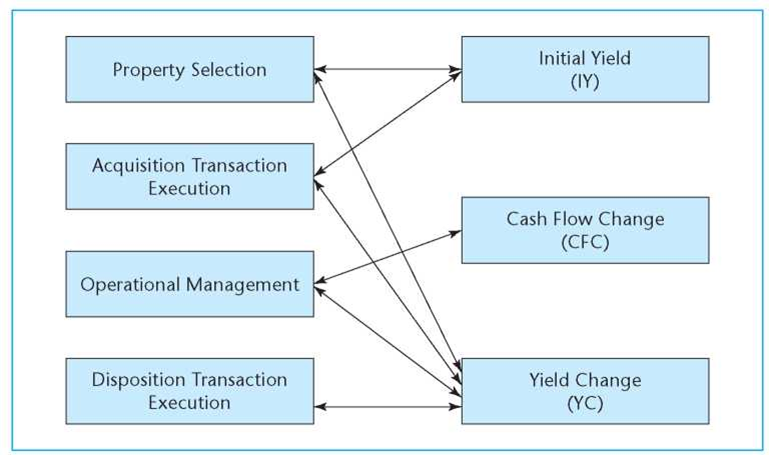 Property Selection
Initial Yield
(IY)
Acquisition Transaction
Execution
Cash Flow Change
(CFC)
Operational Management
Disposition Transaction
Execution
Yield Change
(YC)